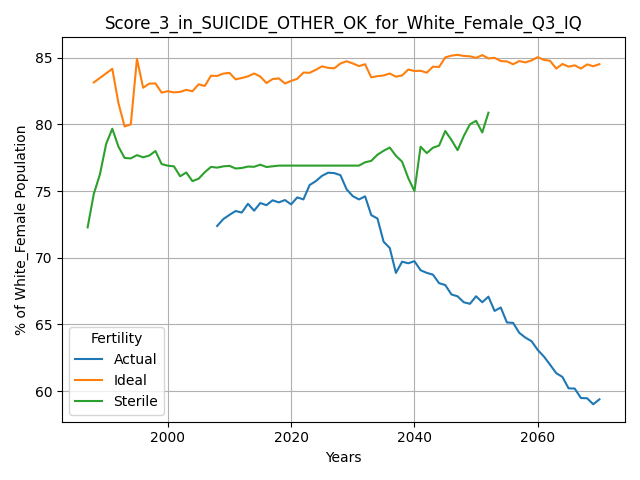 Score_3_in_SUICIDE_OTHER_OK_for_White_Female_Q3_IQ
% of White_Female Population
85
80
75
70
65
60
Fertility
Actual
Ideal
Sterile
2000
2020
2040
2060
Years